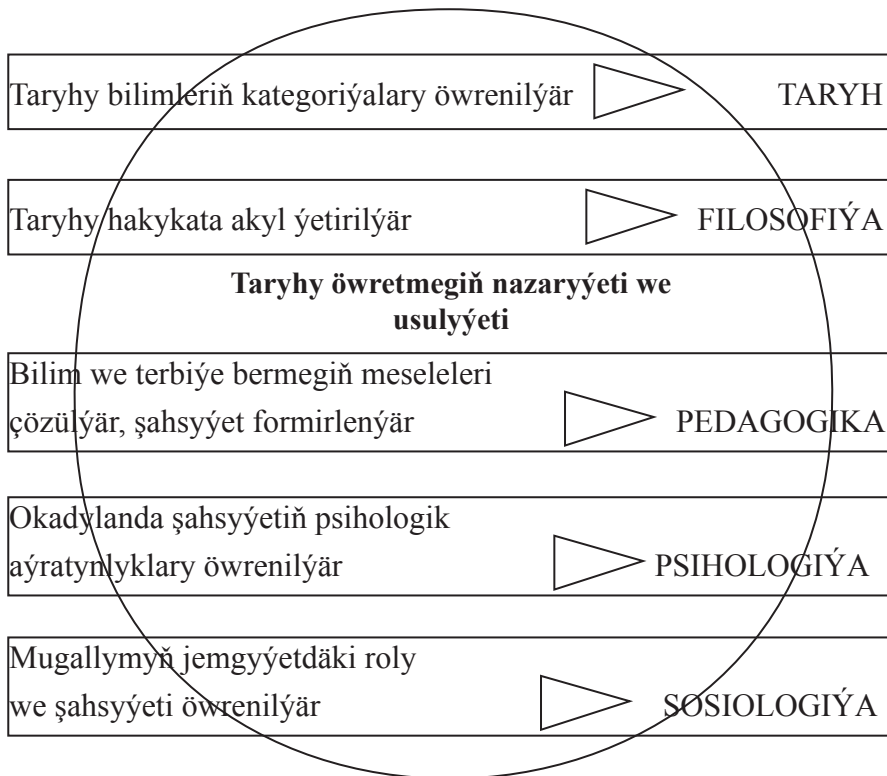 Taryhy bilimleriň kategoriýalary öwrenilýär TARYH
Taryhy hakykata akyl ýetirilýär FILOSOFIÝA
Taryhy öwretmegiň nazaryýeti we
usulyýeti
Bilim we terbiýe bermegiň meseleleri
çözülýär, şahsyýet formirlenýär PEDAGOGIKA
Okadylanda şahsyýetiň psihologik
aýratynlyklary öwrenilýär PSIHOLOGIÝA
Mugallymyň jemgyýetdäki roly
we şahsyýeti öwrenilýär SOSIOLOGIÝA